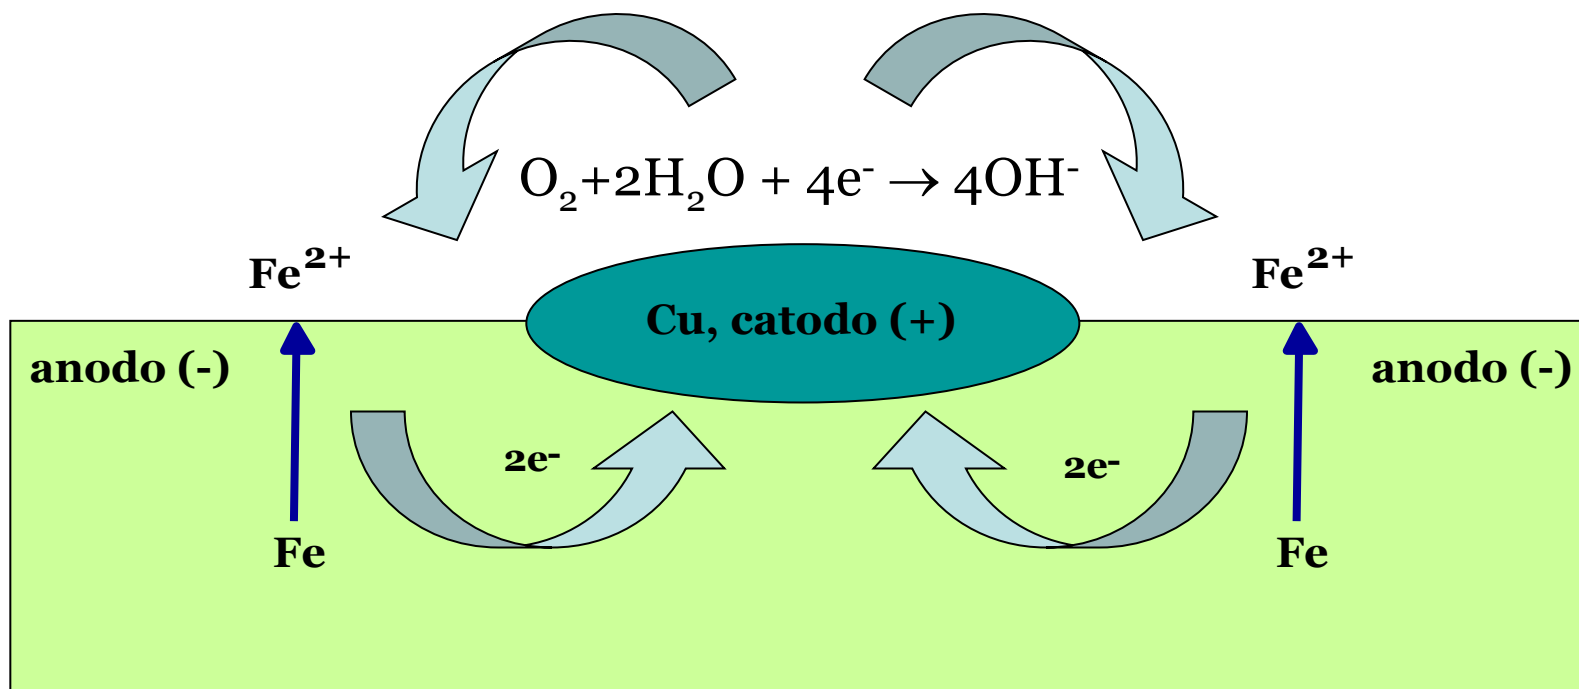 O₂+2H₂O + 4e⁻ → 4OH⁻
Fe²⁺ Fe²⁺
Cu, catodo (+)
anodo (-) anodo (-)
2e⁻ 2e⁻
Fe Fe